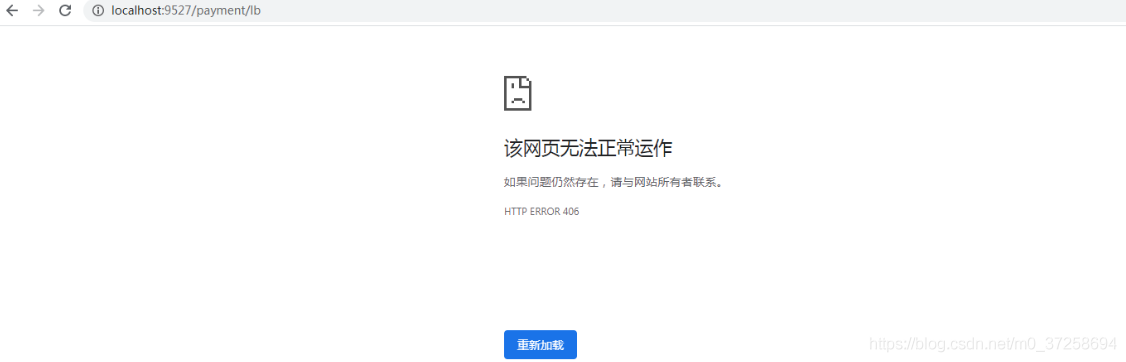 localhost:9527/payment/lb
该网页无法正常运作
如果问题仍然存在，请与网站所有者联系。
HTTP ERROR 406
重新加载
https://blog.csdn.net/m0_37258694